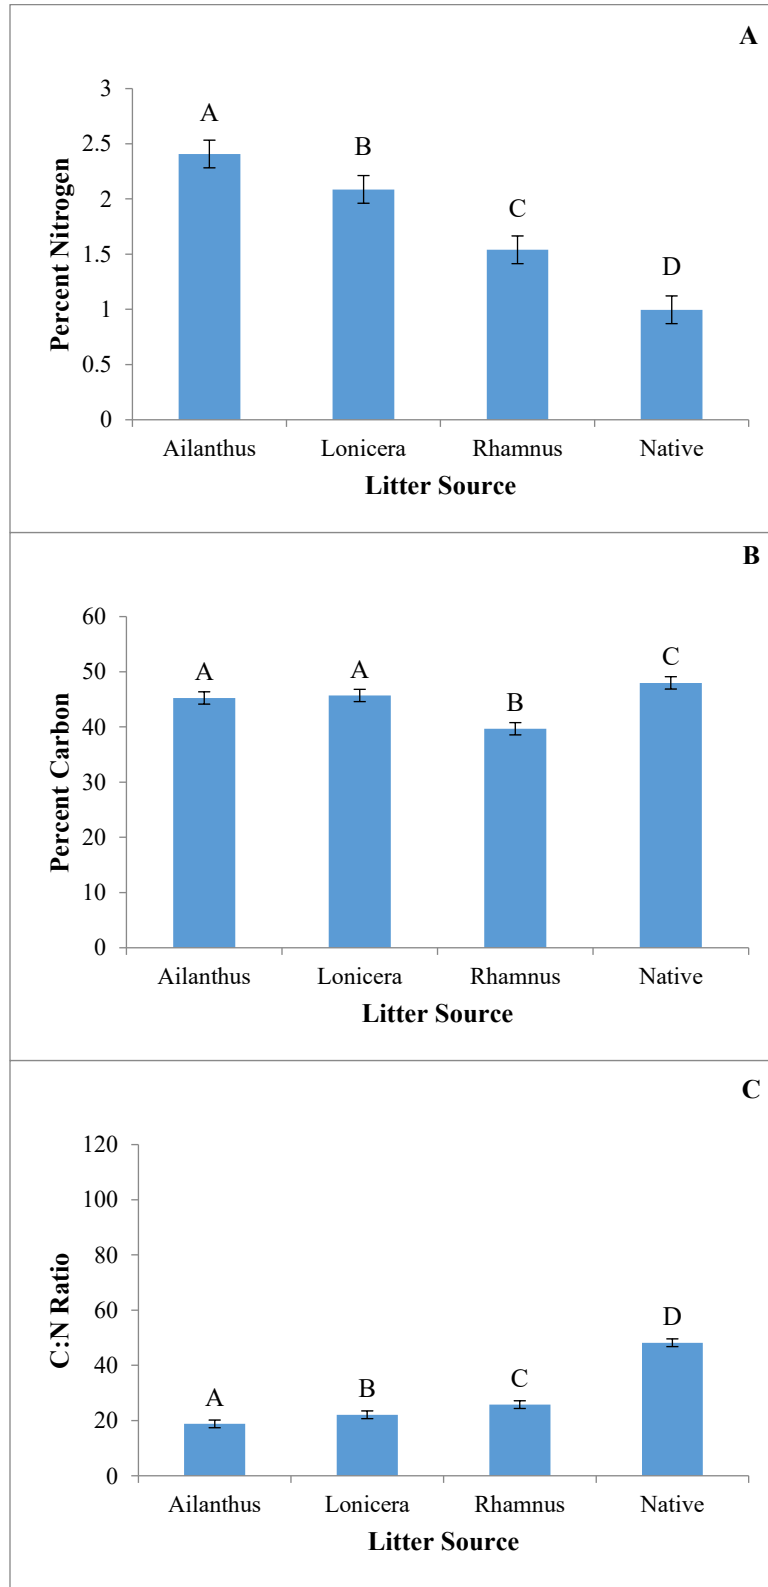 A
3
2.5
2
1.5
1
0.5
0
Percent Nitrogen
A
B
C
D
Ailanthus Lonicera Rhamnus Native
Litter Source
B
60
50
40
30
20
10
0
Percent Carbon
A
A
B
C
Ailanthus Lonicera Rhamnus Native
Litter Source
C
120
100
80
60
40
20
0
C:N Ratio
A
B
C
D
Ailanthus Lonicera Rhamnus Native
Litter Source